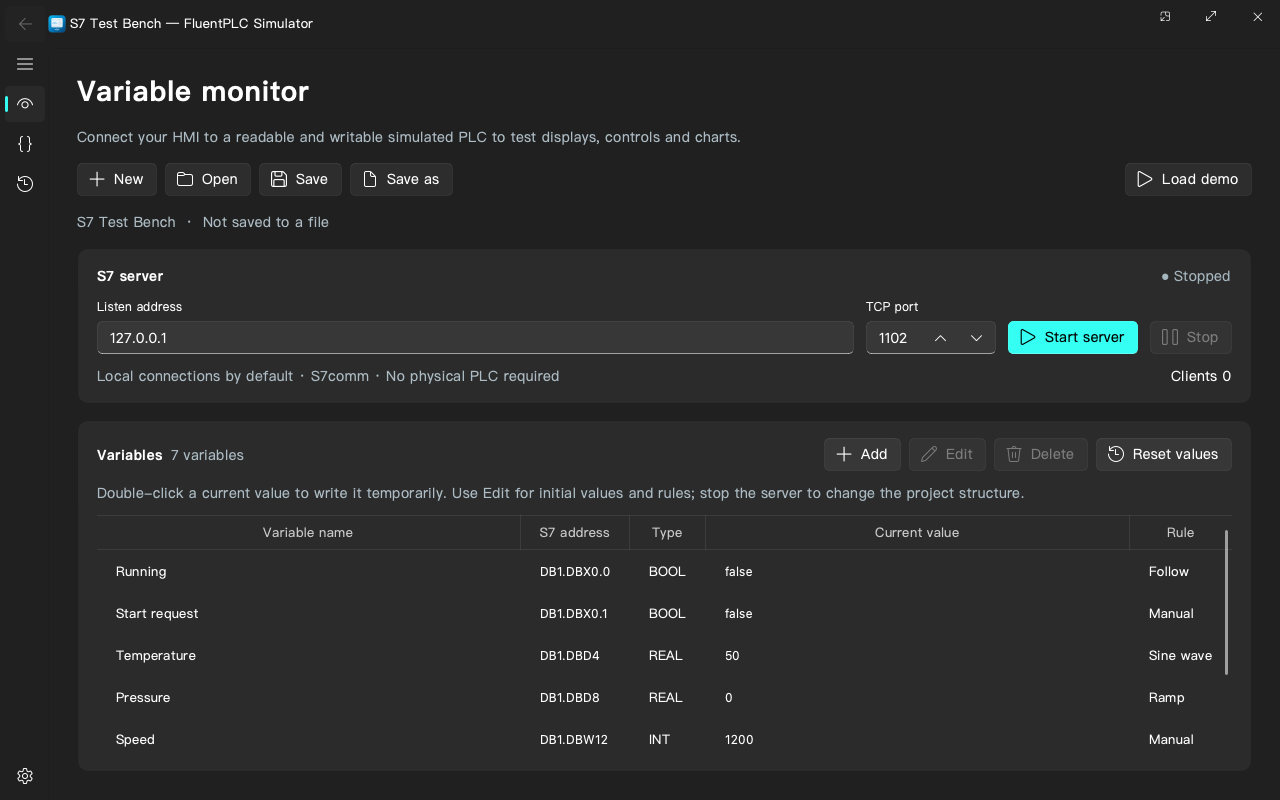 S7 Test Bench — FluentPLC Simulator
Variable monitor
Connect your HMI to a readable and writable simulated PLC to test displays, controls and charts.
New Open Save Save as Load demo
S7 Test Bench · Not saved to a file
S7 server ● Stopped
Listen address TCP port
127.0.0.1 1102 Start server Stop
Local connections by default · S7comm · No physical PLC required Clients 0
Variables 7 variables Add Edit Delete Reset values
Double-click a current value to write it temporarily. Use Edit for initial values and rules; stop the server to change the project structure.
Variable name S7 address Type Current value Rule
Running DB1.DBX0.0 BOOL false Follow
Start request DB1.DBX0.1 BOOL false Manual
Temperature DB1.DBD4 REAL 50 Sine wave
Pressure DB1.DBD8 REAL 0 Ramp
Speed DB1.DBW12 INT 1200 Manual